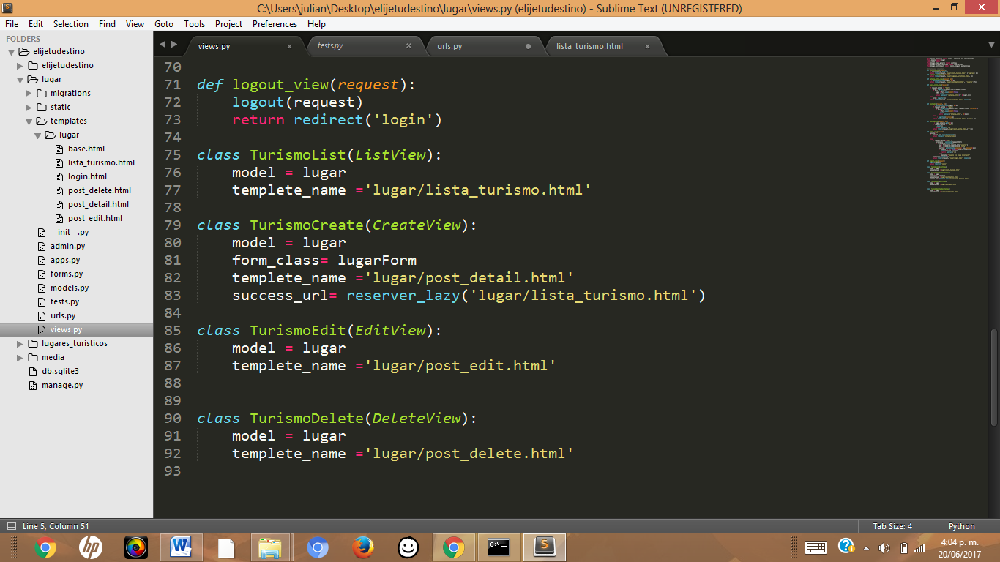 C:\Users\julian\Desktop\elijetudestino\lugar\views.py (elijetudestino) - Sublime Text (UNREGISTERED)
File Edit Selection Find View Goto Tools Project Preferences Help
FOLDERS
elijetudestino
elijetudestino
lugar
migrations
static
templates
lugar
base.html
lista_turismo.html
login.html
post_delete.html
post_detail.html
post_edit.html
__init__.py
admin.py
apps.py
forms.py
models.py
tests.py
urls.py
views.py
lugares_turisticos
media
db.sqlite3
manage.py
views.py tests.py urls.py lista_turismo.html
70
71 def logout_view(request):
72 logout(request)
73 return redirect('login')
74
75 class TurismoList(ListView):
76 model = lugar
77 templete_name ='lugar/lista_turismo.html'
78
79 class TurismoCreate(CreateView):
80 model = lugar
81 form_class= lugarForm
82 templete_name ='lugar/post_detail.html'
83 success_url= reserver_lazy('lugar/lista_turismo.html')
84
85 class TurismoEdit(EditView):
86 model = lugar
87 templete_name ='lugar/post_edit.html'
88
89
90 class TurismoDelete(DeleteView):
91 model = lugar
92 templete_name ='lugar/post_delete.html'
93
Line 5, Column 51 Tab Size: 4 Python
4:04 p. m.
20/06/2017